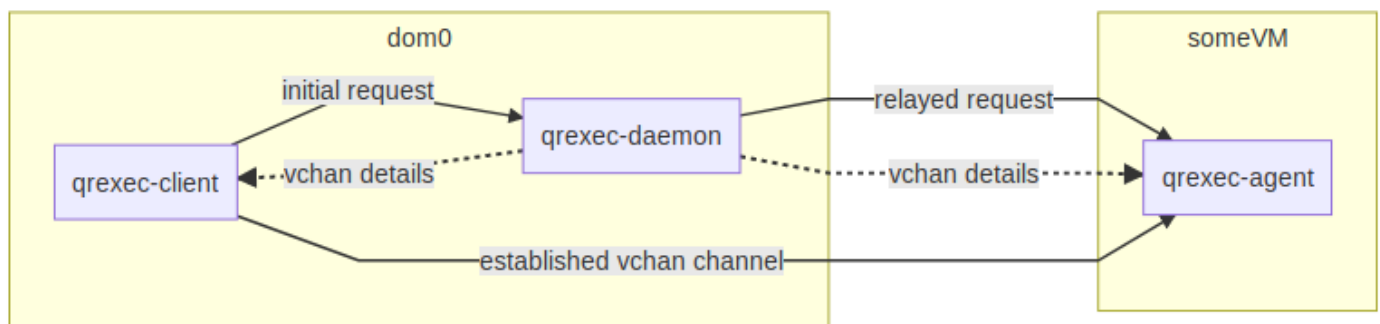 dom0
someVM
initial request
relayed request
qrexec-daemon
vchan details
vchan details
qrexec-client
qrexec-agent
established vchan channel